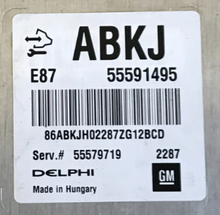 ABKJ
E87 55591495
86ABKJH02287ZG12BCD
Serv.# 55579719 2287
DELPHI GM
Made in Hungary